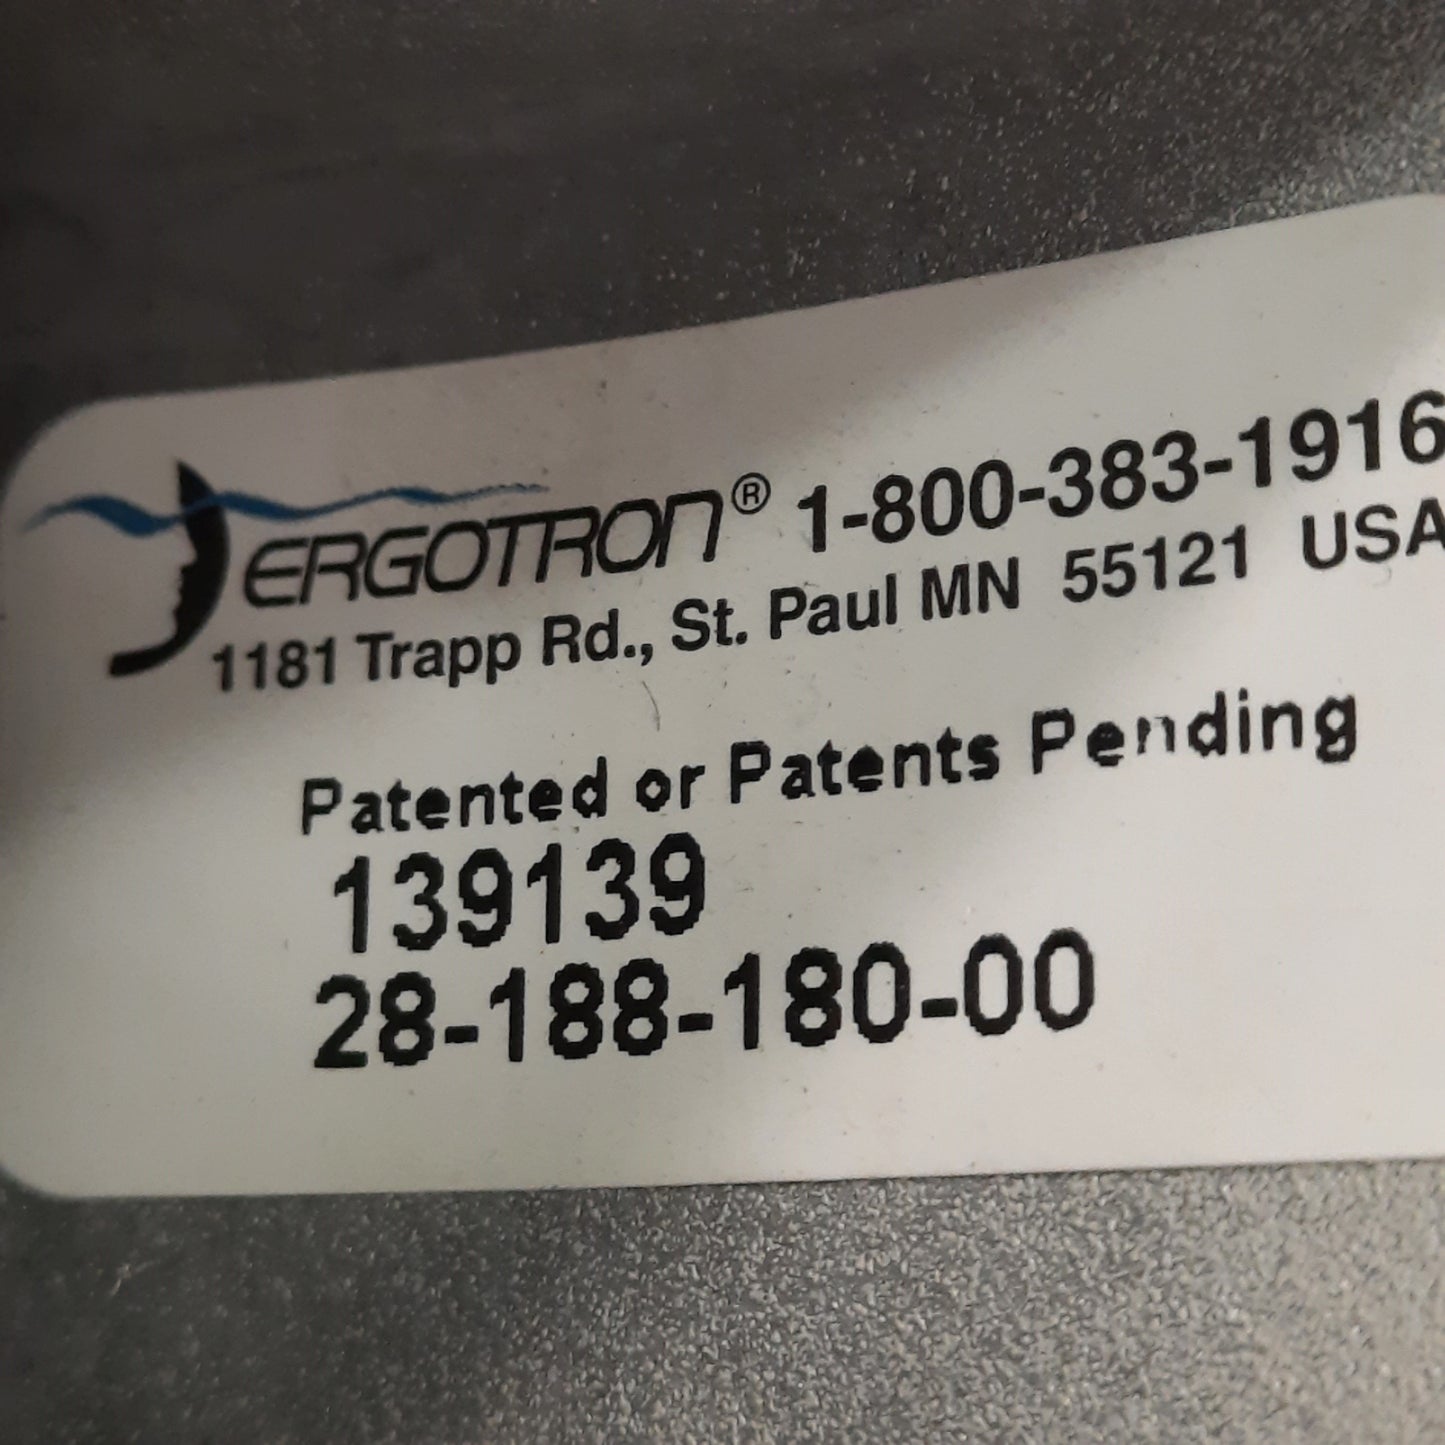 ERGOTRON® 1-800-383-1916
1181 Trapp Rd., St. Paul MN 55121 USA
Patented or Patents Pending
139139
28-188-180-00